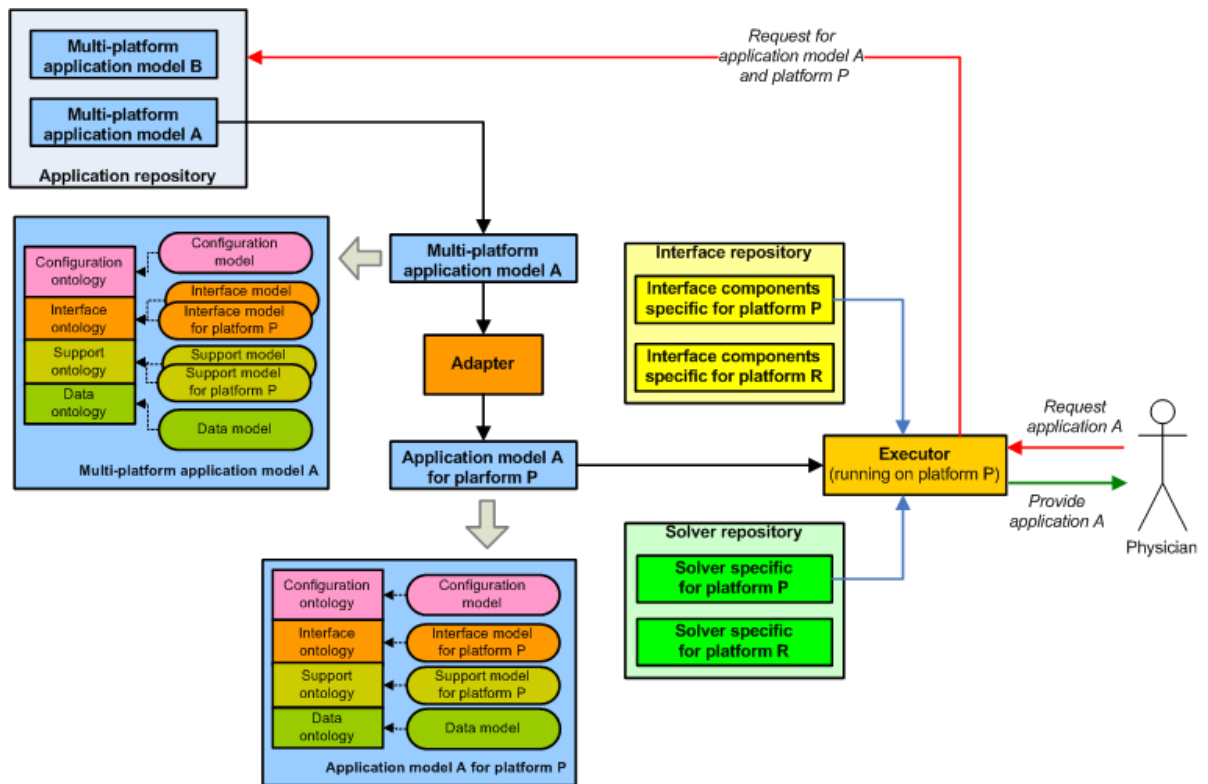 Multi-platform
application model B
Multi-platform
application model A
Application repository
Request for
application model A
and platform P
Configuration
ontology
Interface
ontology
Support
ontology
Data
ontology
Configuration
model
Interface model
Interface model
for platform P
Support model
Support model
for platform P
Data model
Multi-platform application model A
Multi-platform
application model A
Adapter
Application model A
for plarform P
Interface repository
Interface components
specific for platform P
Interface components
specific for platform R
Executor
(running on platform P)
Request
application A
Provide
application A
Physician
Solver repository
Solver specific
for platform P
Solver specific
for platform R
Configuration
ontology
Interface
ontology
Support
ontology
Data
ontology
Configuration
model
Interface model
for platform P
Support model
for platform P
Data model
Application model A for platform P